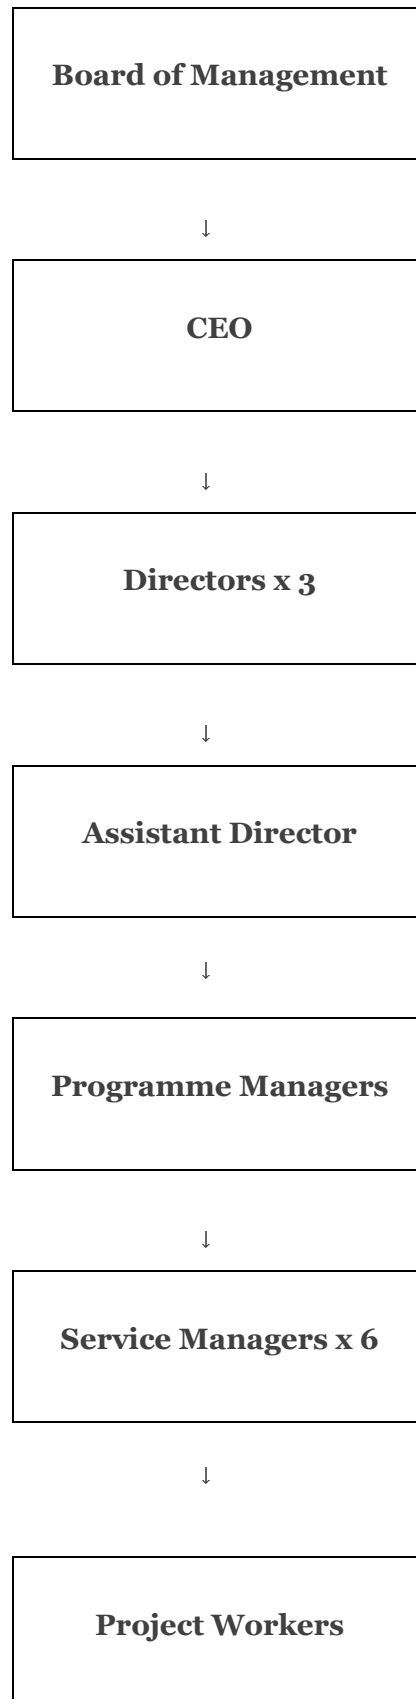 Board of Management
↓
CEO
↓
Directors x 3
↓
Assistant Director
↓
Programme Managers
↓
Service Managers x 6
↓
Project Workers